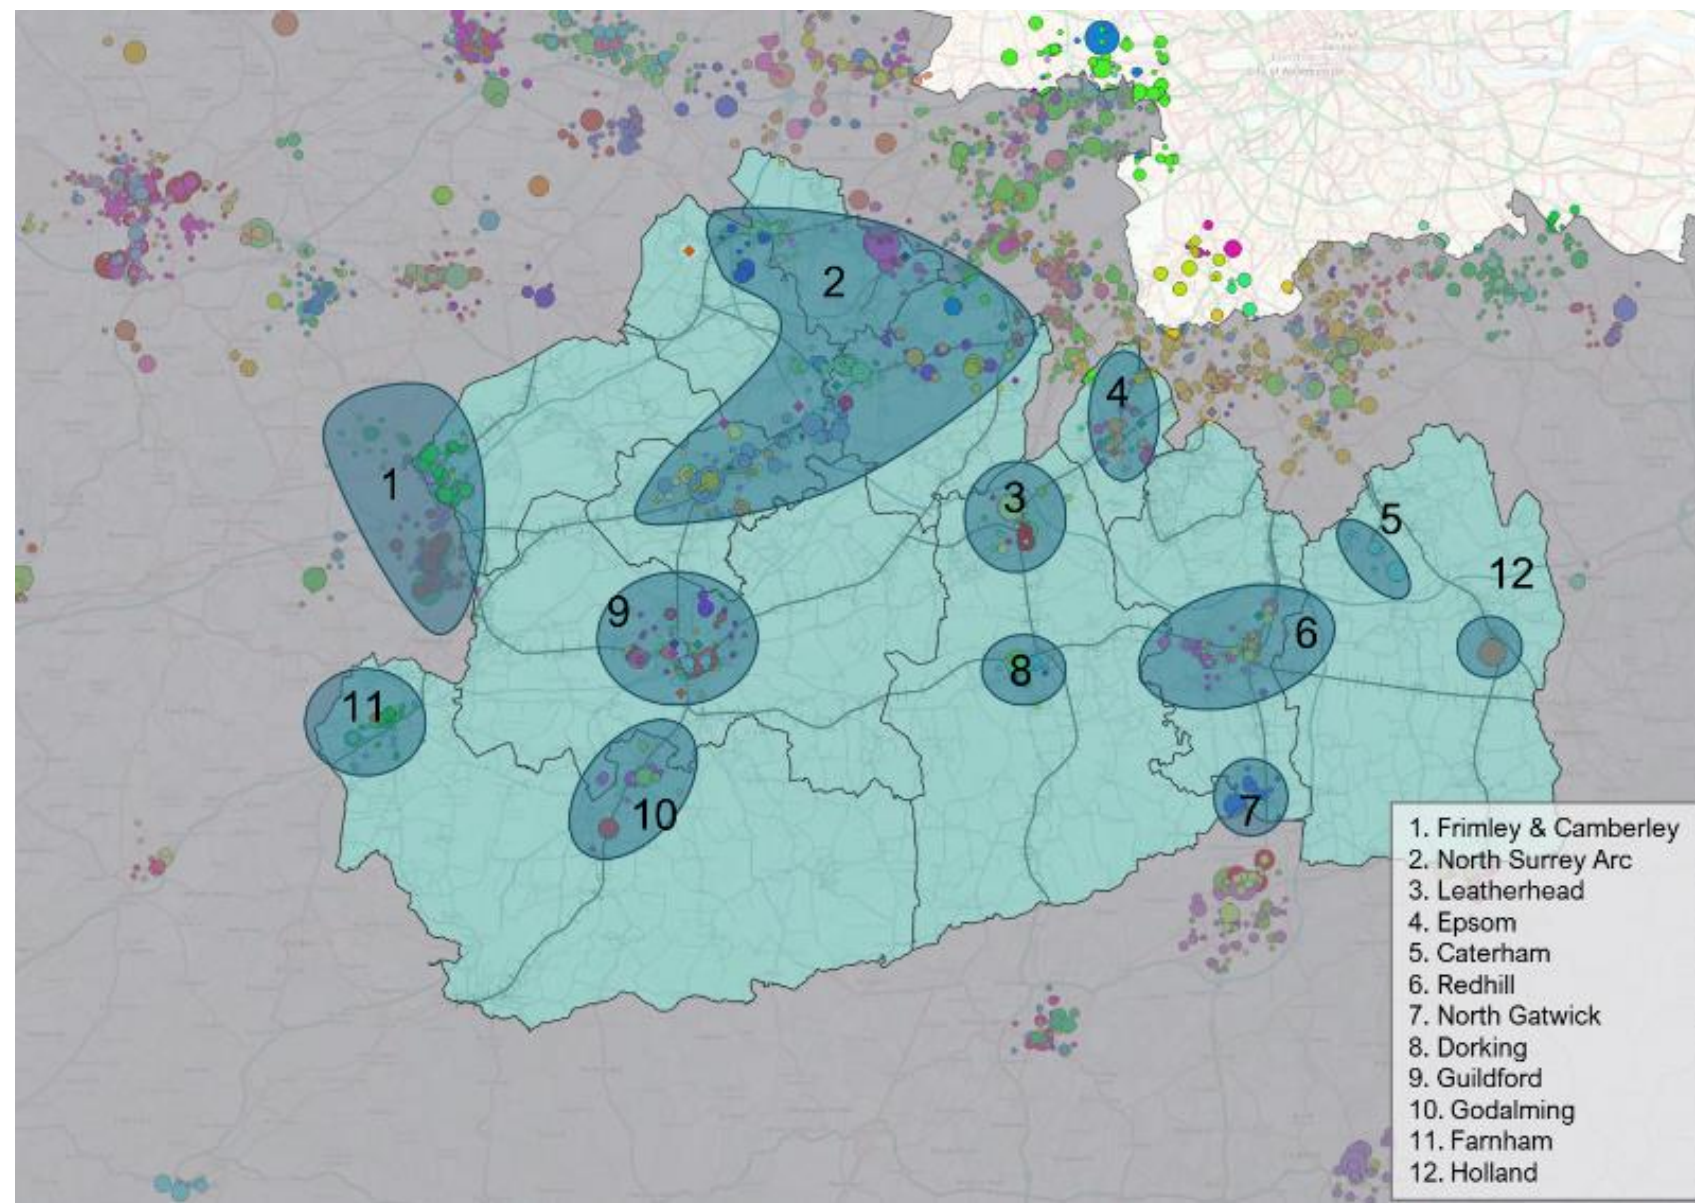 2
4
1
3
5
12
9
6
8
11
7
10
1. Frimley & Camberley
2. North Surrey Arc
3. Leatherhead
4. Epsom
5. Caterham
6. Redhill
7. North Gatwick
8. Dorking
9. Guildford
10. Godalming
11. Farnham
12. Holland